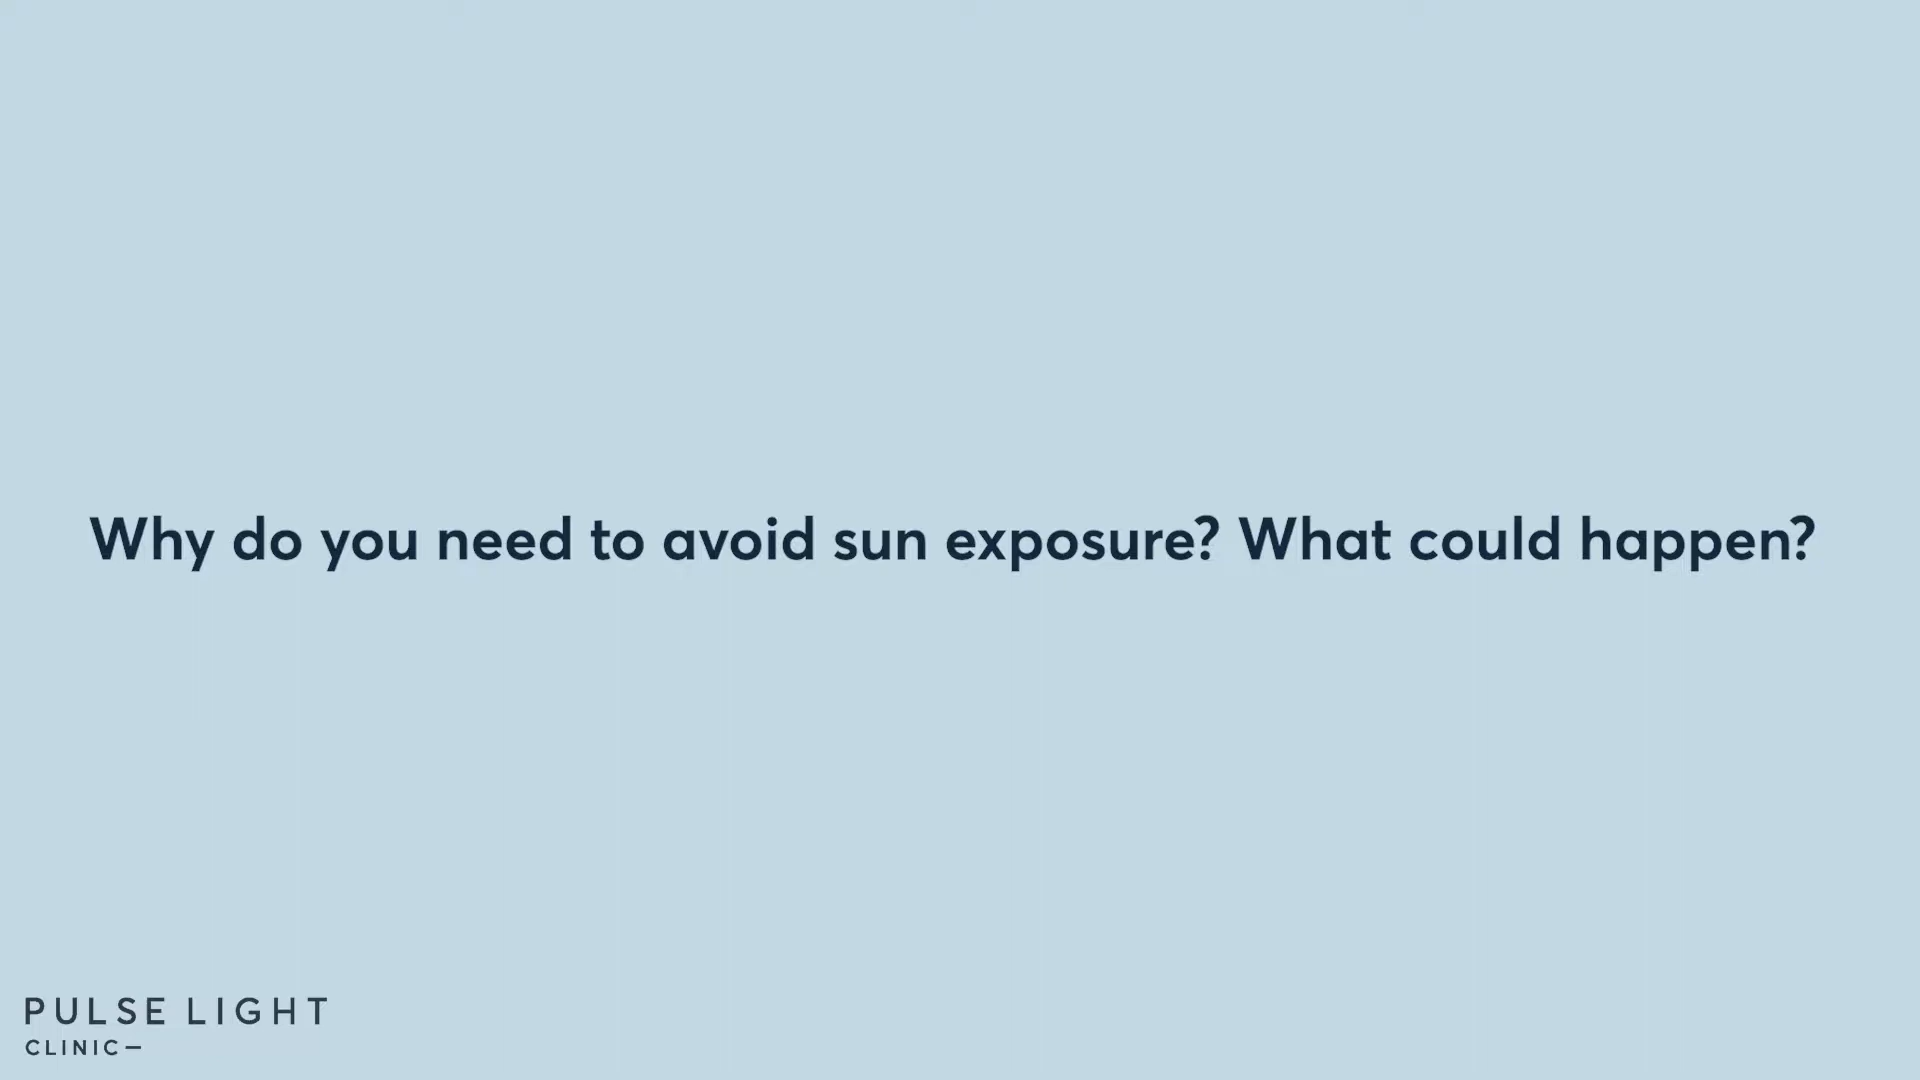 Why do you need to avoid sun exposure? What could happen?
PULSE LIGHT
CLINIC—